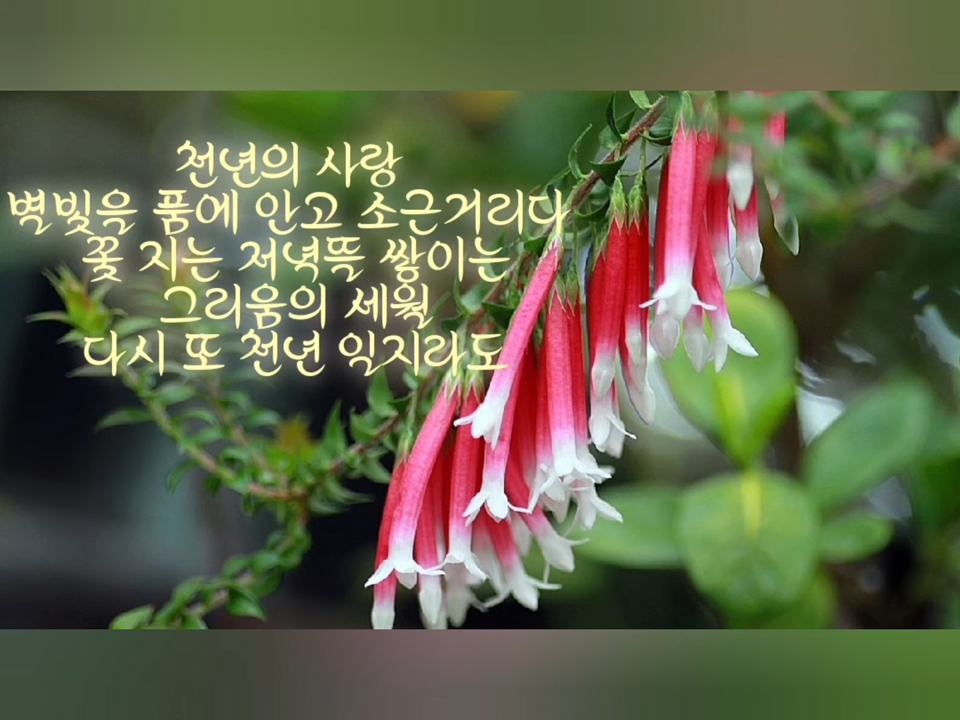 천년의 사랑
별빛을 품에 안고 소근거리다
꽃 지는 저녁뜩 쌓이는
그리움의 세월
다시 또 천년 일지라도